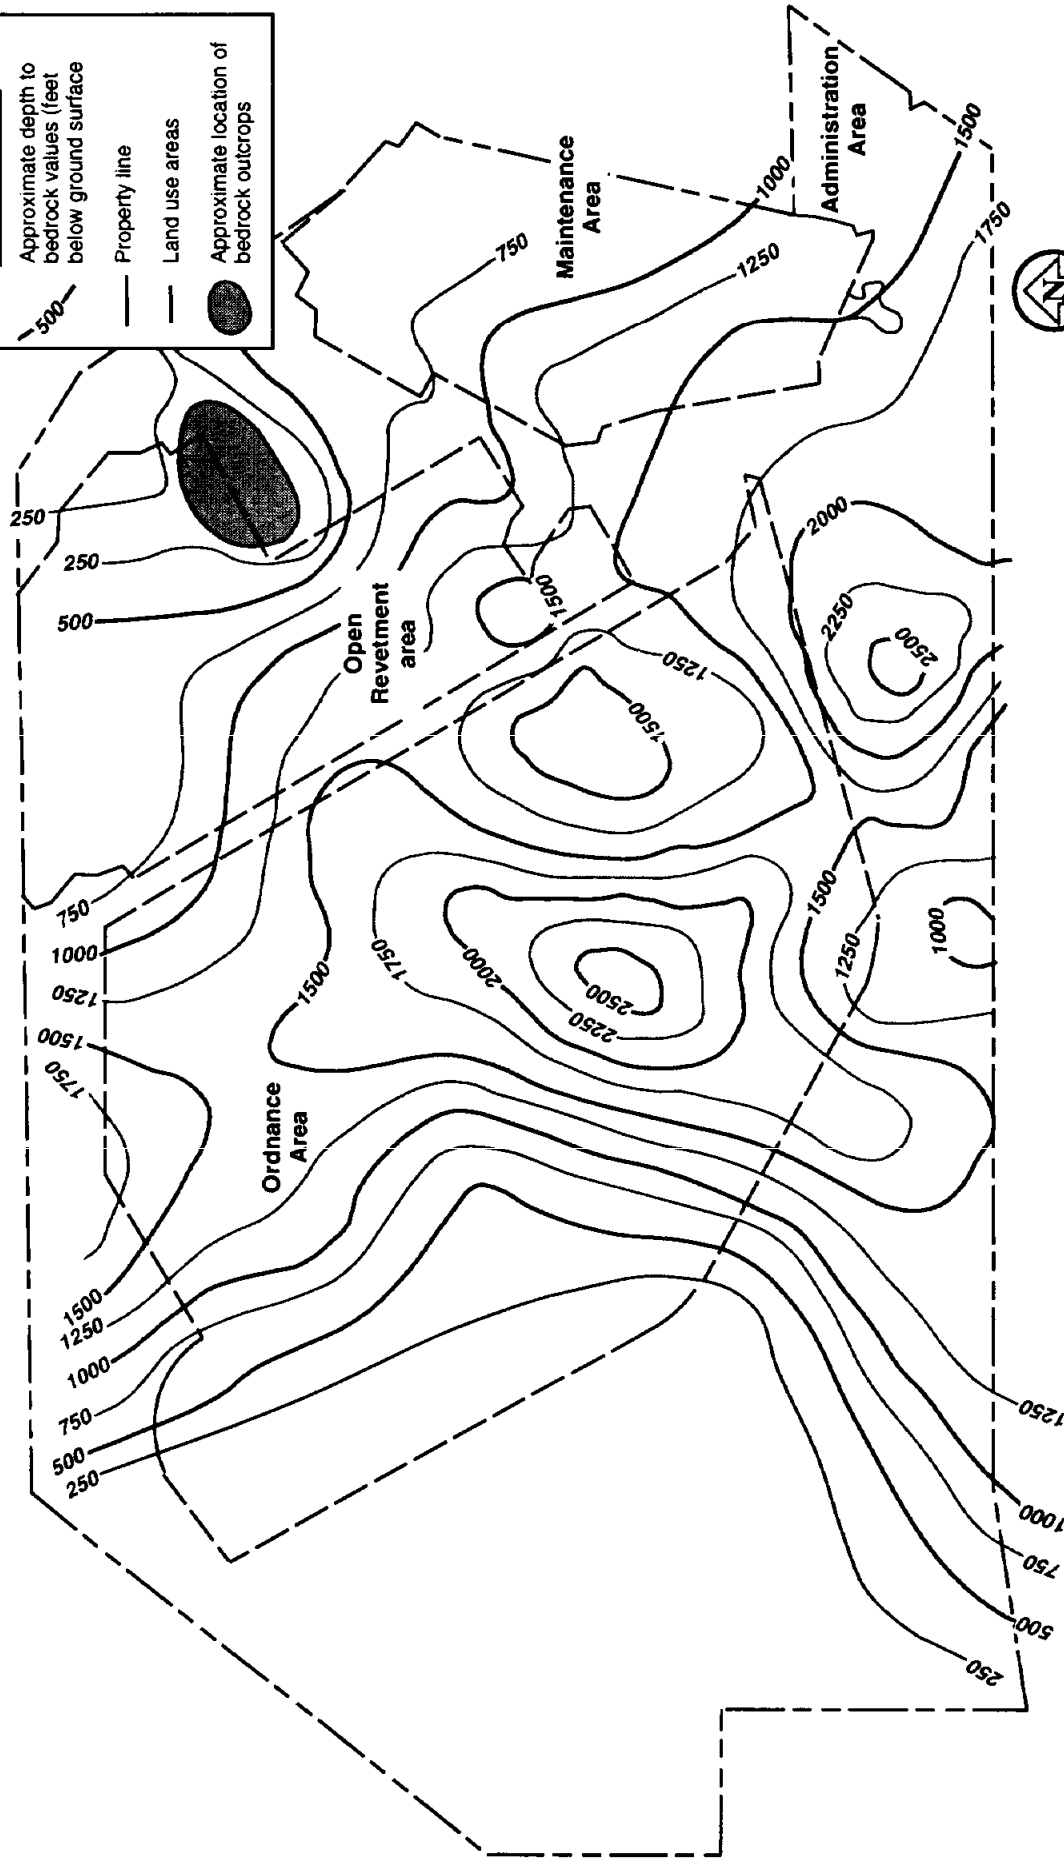 500
Approximate depth to
bedrock values (feet
below ground surface
Property line
Land use areas
Approximate location of
bedrock outcrops
Administration
Area
Maintenance
Area
Open
Revetment
area
Ordnance
Area
250
250
500
750
1000
1250
1500
1750
1500
1250
1000
750
500
250
750
1000
1250
1500
1750
1500
1250
1500
2000
2250
2500
1500
1750
2000
2500
2250
1500
1250
1000
1250
1000
750
500
250
N